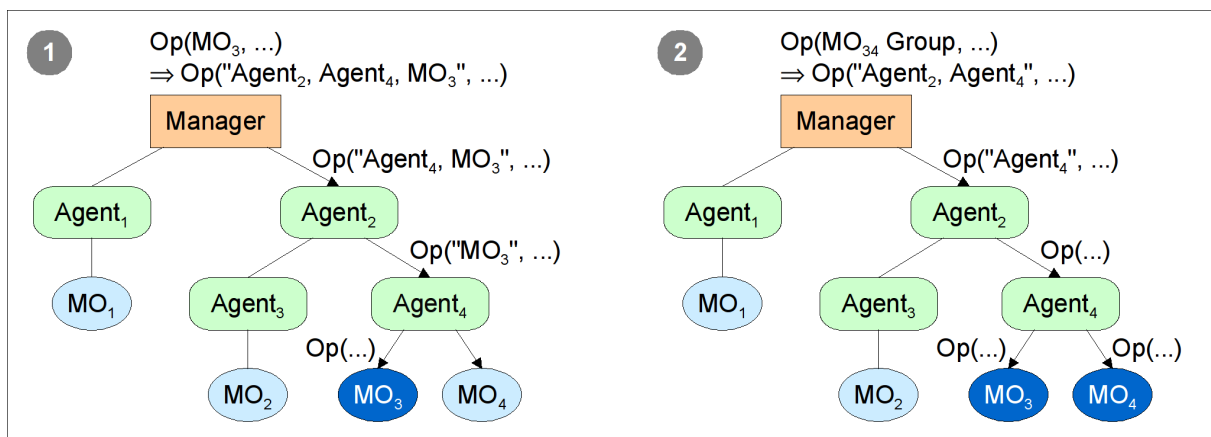 1
Op(MO₃, ...)
⇒ Op("Agent₂, Agent₄, MO₃", ...)
Manager
Op("Agent₄, MO₃", ...)
Agent₁
Agent₂
Op("MO₃", ...)
MO₁
Agent₃
Agent₄
Op(...)
MO₂
MO₃
MO₄
2
Op(MO₃₄ Group, ...)
⇒ Op("Agent₂, Agent₄", ...)
Manager
Op("Agent₄", ...)
Agent₁
Agent₂
Op(...)
MO₁
Agent₃
Agent₄
Op(...)
Op(...)
MO₂
MO₃
MO₄